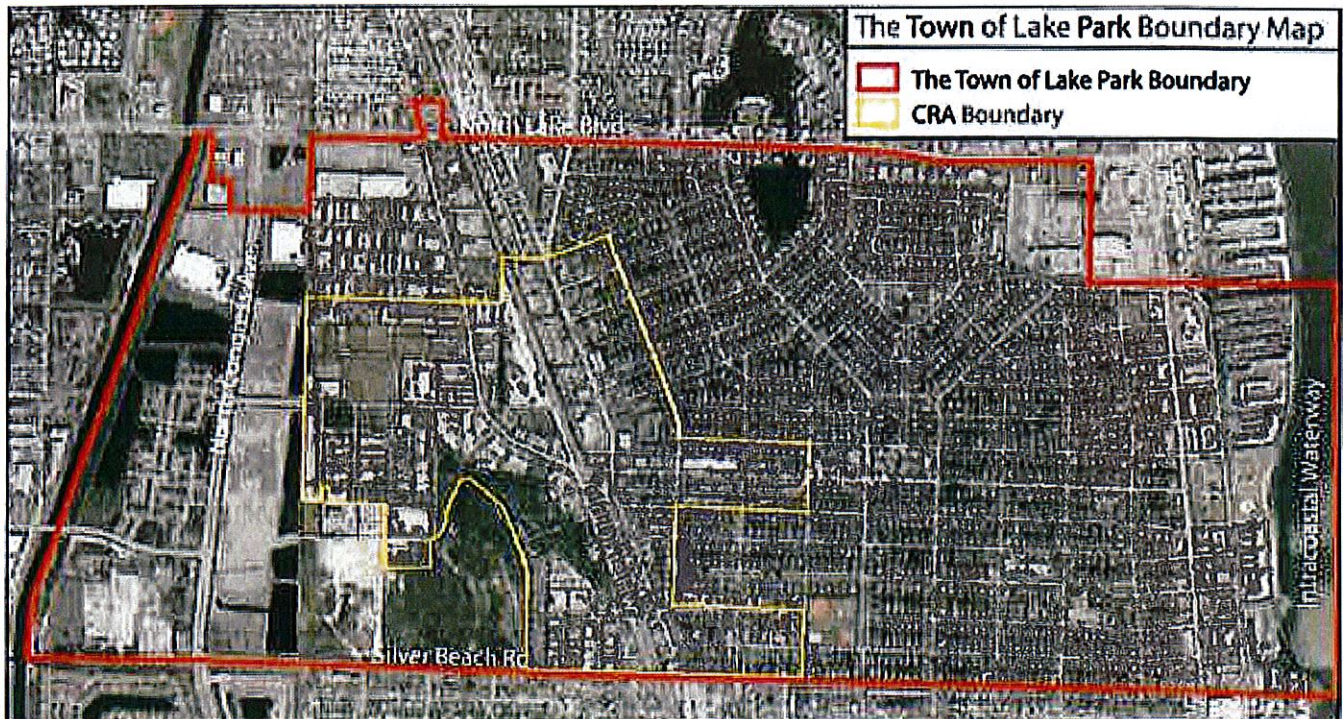 The Town of Lake Park Boundary Map
The Town of Lake Park Boundary
CRA Boundary
Lake Blvd
Silver Beach Rd
Intracoastal Waterway